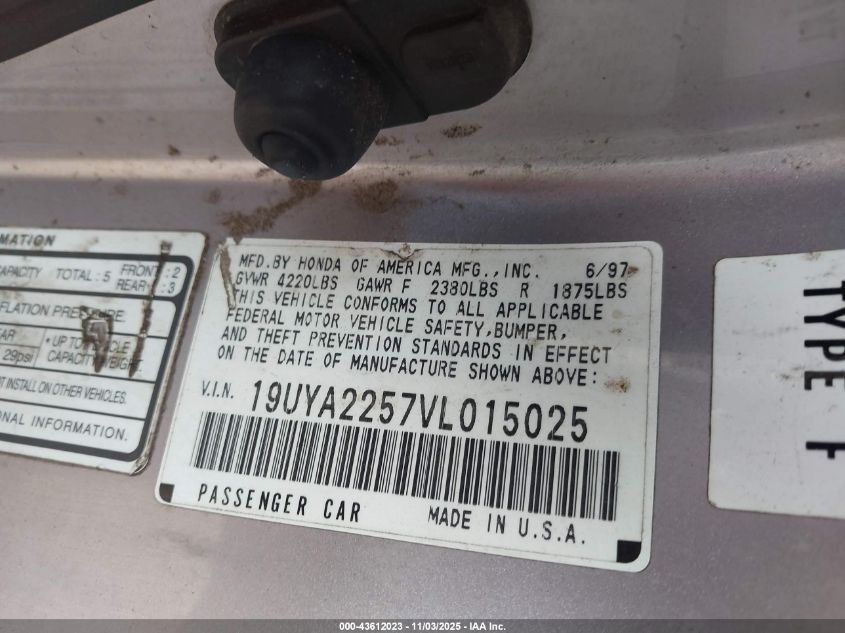 MATION
CAPACITY TOTAL:5 FRONT:2
REAR:3
FLATION PRESSURE
EAR • UP TO VEHICLE
29psi CAPACITY WEIGHT.
T INSTALL ON OTHER VEHICLES.
ONAL INFORMATION.
MFD.BY HONDA OF AMERICA MFG.,INC. 6/97
GVWR 4220LBS GAWR F 2380LBS R 1875LBS
THIS VEHICLE CONFORMS TO ALL APPLICABLE
FEDERAL MOTOR VEHICLE SAFETY,BUMPER,
AND THEFT PREVENTION STANDARDS IN EFFECT
ON THE DATE OF MANUFACTURE SHOWN ABOVE:
V.I.N. 19UYA2257VL015025
PASSENGER CAR MADE IN U.S.A.
TYPE F
000-43612023 — 11/03/2025 — IAA Inc.